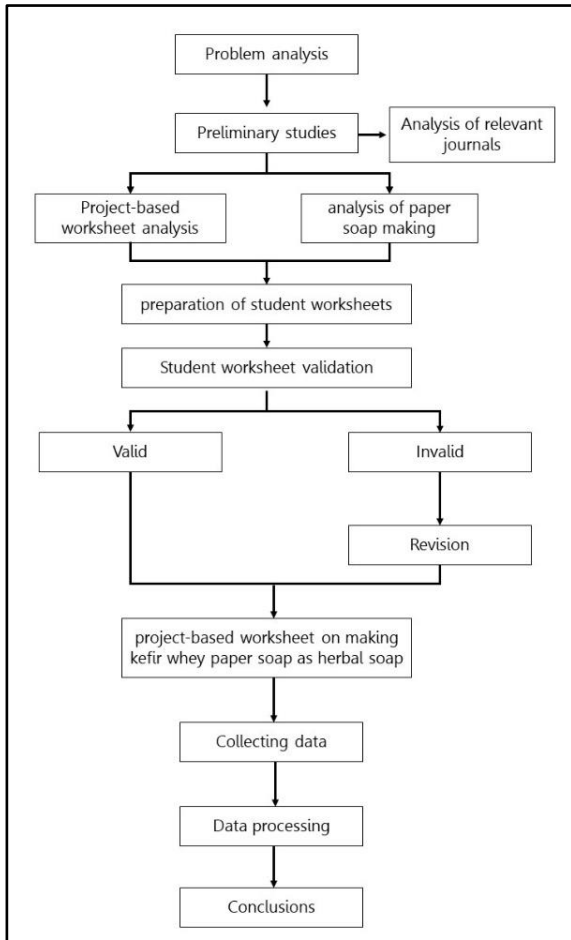 Problem analysis
Preliminary studies
Analysis of relevant
journals
Project-based
worksheet analysis
analysis of paper
soap making
preparation of student worksheets
Student worksheet validation
Valid
Invalid
Revision
project-based worksheet on making
kefir whey paper soap as herbal soap
Collecting data
Data processing
Conclusions